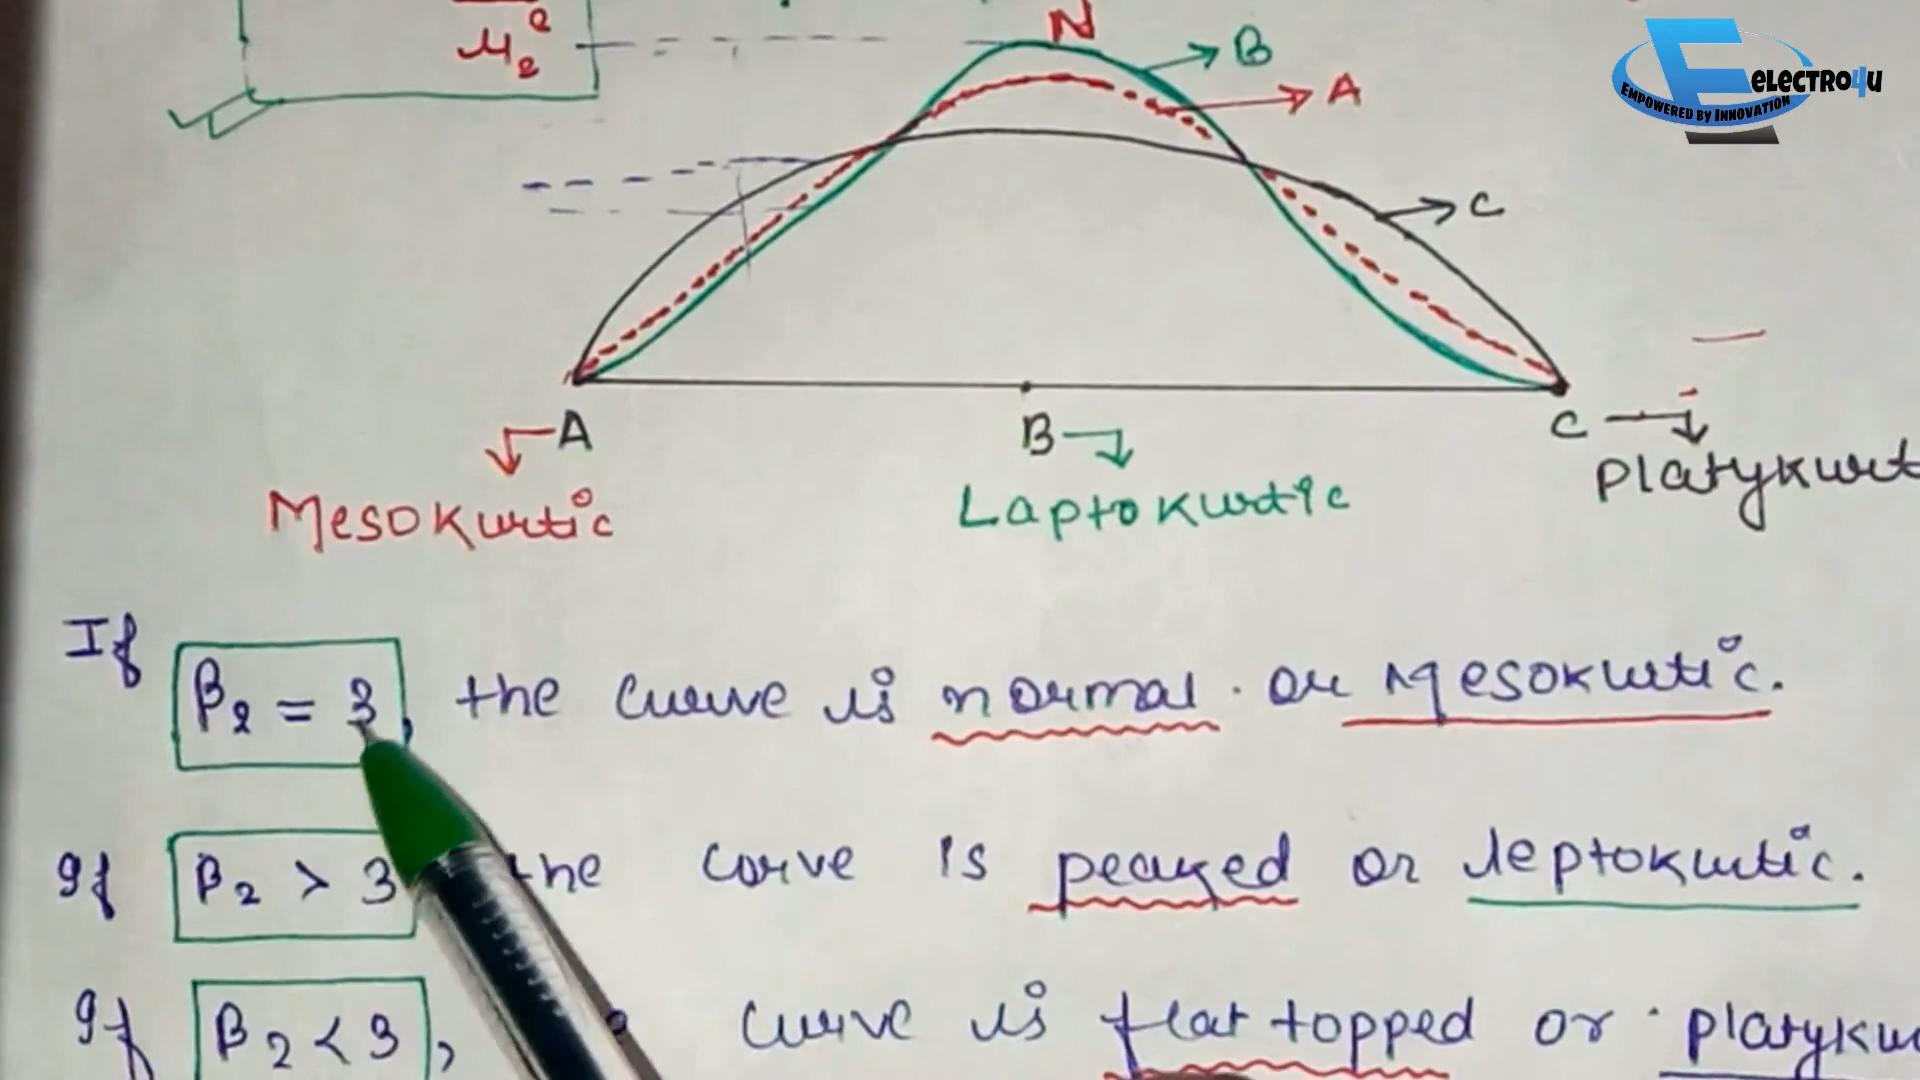 μ₂²
N
B
A
C
ELECTRO4U
EMPOWERED BY INNOVATION
A
B
C
Mesokurtic
Laptokurtic
Platykurt
If β₂ = 3, the curve is normal or Mesokurtic.
If β₂ > 3 the corve is peaked or leptokurtic.
If β₂ < 3, curve is flat topped or platyku